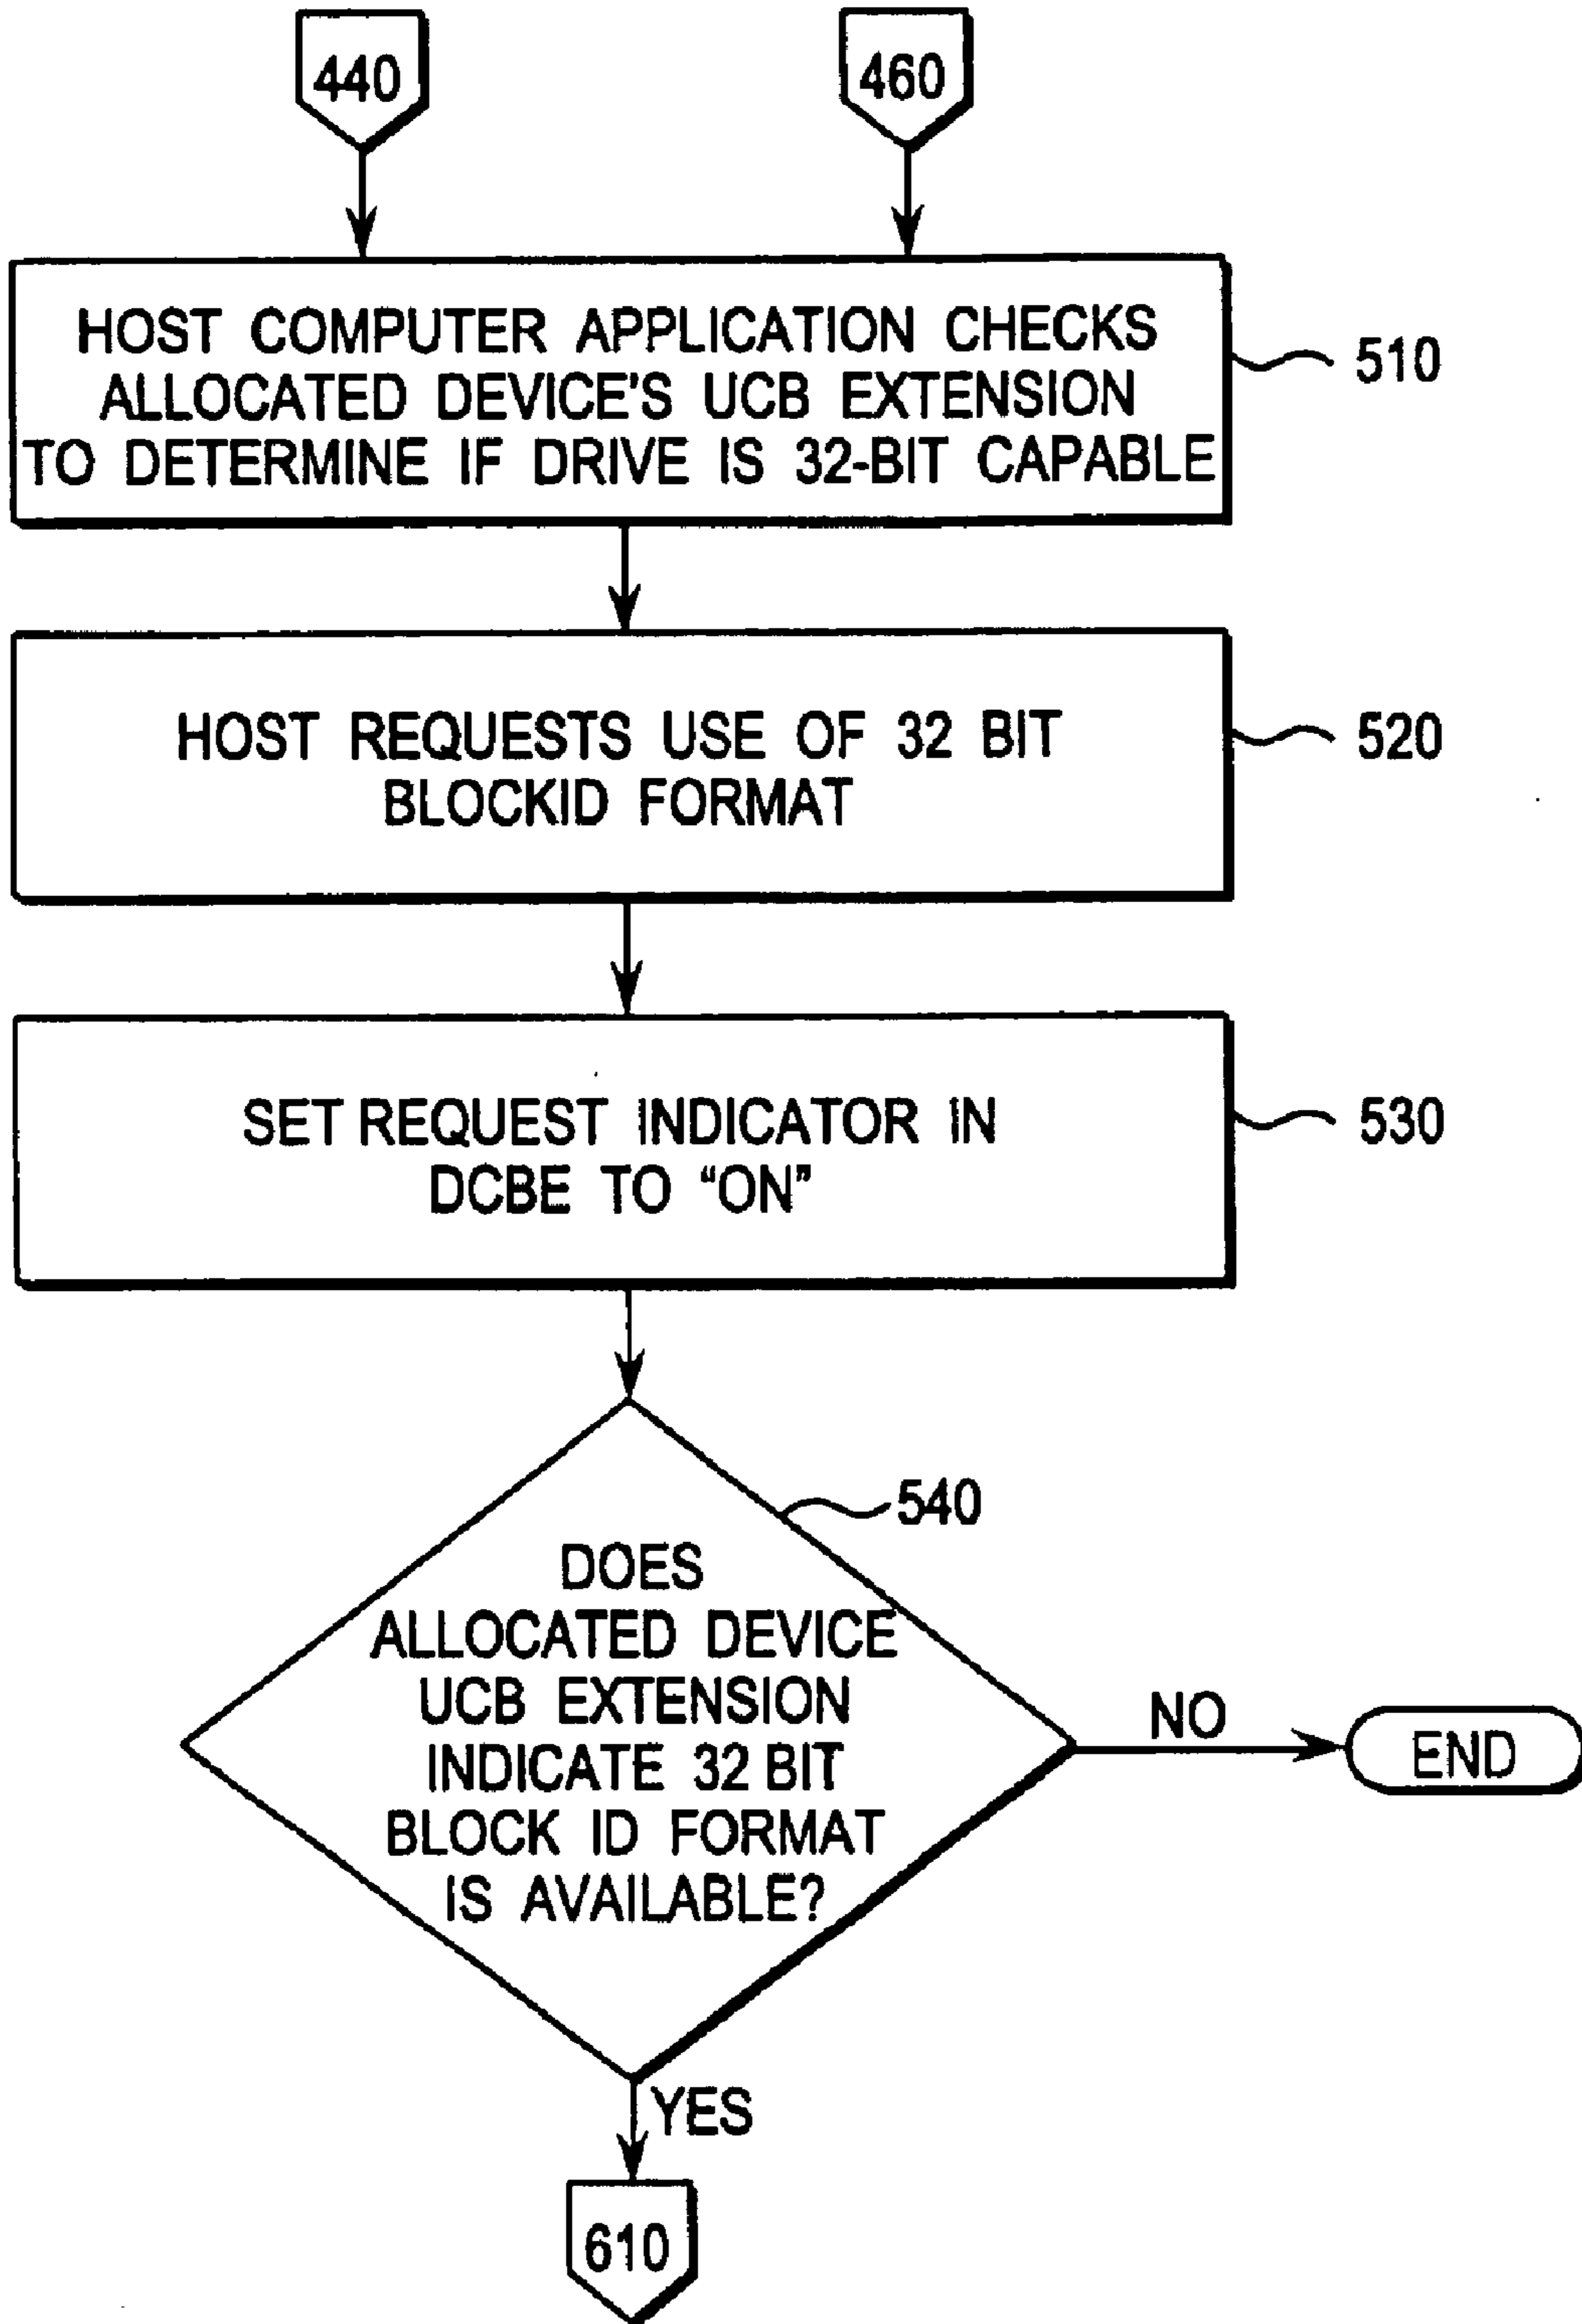 440
460
HOST COMPUTER APPLICATION CHECKS
ALLOCATED DEVICE'S UCB EXTENSION
TO DETERMINE IF DRIVE IS 32-BIT CAPABLE
510
HOST REQUESTS USE OF 32 BIT
BLOCKID FORMAT
520
SET REQUEST INDICATOR IN
DCBE TO “ON”
530
540
DOES
ALLOCATED DEVICE
UCB EXTENSION
INDICATE 32 BIT
BLOCK ID FORMAT
IS AVAILABLE?
NO
END
YES
610